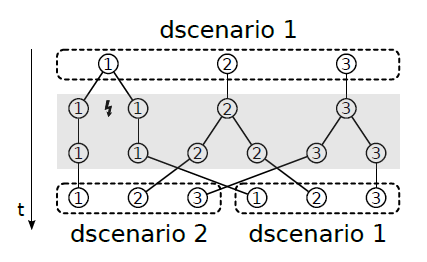 dscenario 1
1 2 3
1 1 2 3
1 1 2 2 3 3
1 2 3 1 2 3
t
dscenario 2 dscenario 1